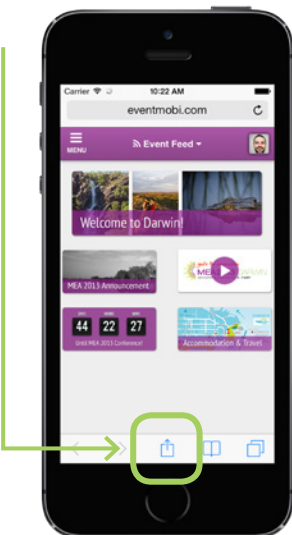 Carrier 10:22 AM
eventmobi.com
MENU
Event Feed
Welcome to Darwin!
MEA 2013 Announcement
MEA
44 22 27
Until MEA 2013 Conference!
Accommodation & Travel